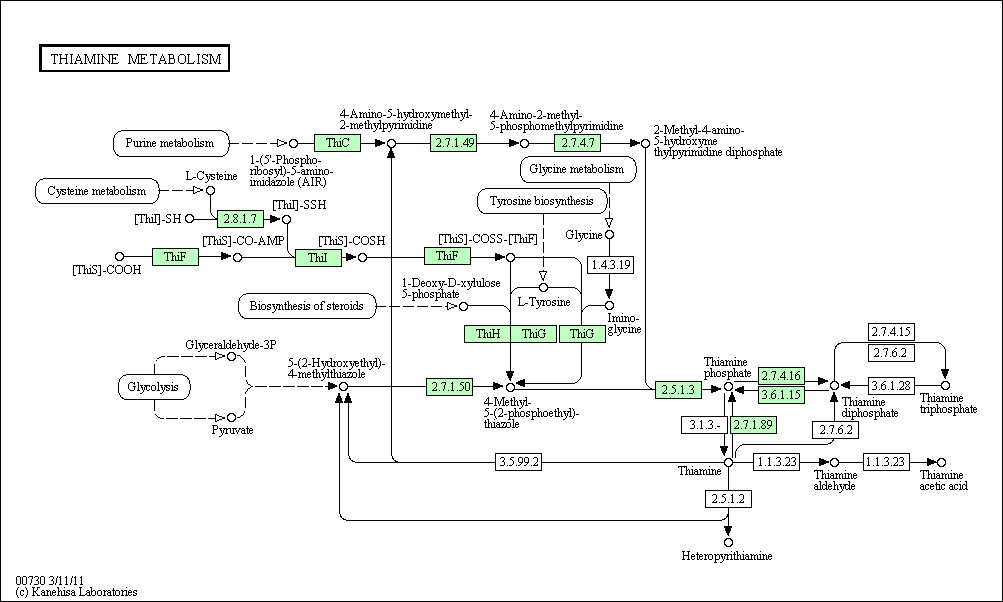 THIAMINE METABOLISM
4-Amino-5-hydroxymethyl-
2-methylpyrimidine
4-Amino-2-methyl-
5-phosphomethylpyrimidine
2-Methyl-4-amino-
5-hydroxyme
thylpyrimidine diphosphate
Purine metabolism
ThiC
2.7.1.49
2.7.4.7
1-(5'-Phospho-
ribosyl)-5-amino-
imidazole (AIR)
Glycine metabolism
L-Cysteine
Cysteine metabolism
Tyrosine biosynthesis
[ThiI]-SSH
[ThiI]-SH
2.8.1.7
Glycine
[ThiS]-CO-AMP
[ThiS]-COSH
[ThiS]-COSS-[ThiF]
ThiF
ThiI
ThiF
[ThiS]-COOH
1.4.3.19
1-Deoxy-D-xylulose
5-phosphate
Biosynthesis of steroids
L-Tyrosine
Imino-
glycine
ThiH
ThiG
ThiG
Glyceraldehyde-3P
Glycolysis
Pyruvate
5-(2-Hydroxyethyl)-
4-methylthiazole
2.7.1.50
4-Methyl-
5-(2-phosphoethyl)-
thiazole
2.5.1.3
Thiamine
phosphate
2.7.4.16
3.6.1.15
2.7.4.15
2.7.6.2
3.6.1.28
Thiamine
diphosphate
Thiamine
triphosphate
3.1.3.-
2.7.1.89
2.7.6.2
3.5.99.2
Thiamine
1.1.3.23
Thiamine
aldehyde
1.1.3.23
Thiamine
acetic acid
2.5.1.2
Heteropyrithiamine
00730 3/11/11
(c) Kanehisa Laboratories